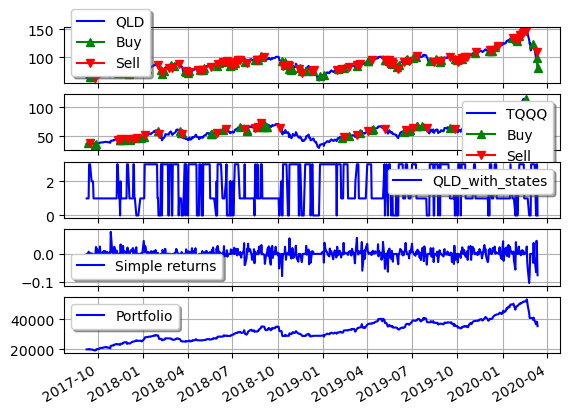 150
100
QLD
Buy
Sell
100
50
TQQQ
Buy
Sell
2
0
QLD_with_states
0.0
−0.1
Simple returns
40000
20000
Portfolio
2017-10
2018-01
2018-04
2018-07
2018-10
2019-01
2019-04
2019-07
2019-10
2020-01
2020-04